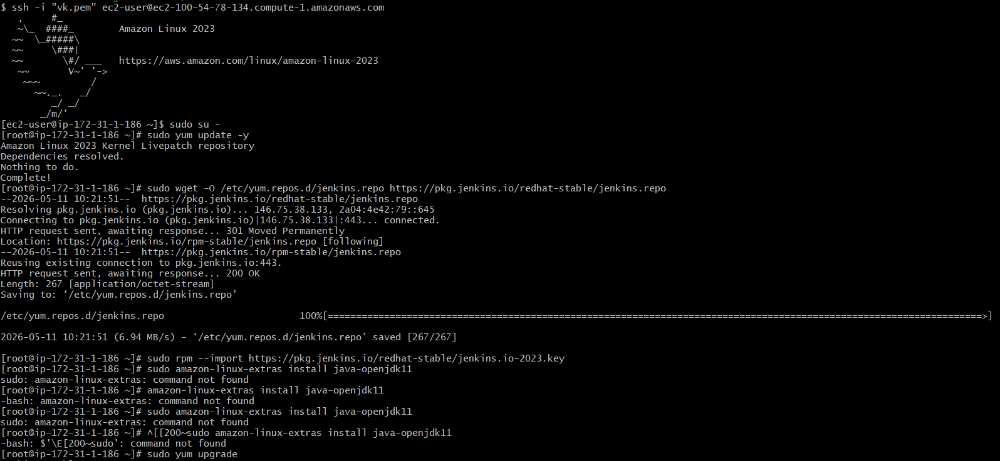 $ ssh -i "vk.pem" ec2-user@ec2-100-54-78-134.compute-1.amazonaws.com
   ,     #_
   ~\_  ####_        Amazon Linux 2023
  ~~  \_#####\
  ~~     \###|
  ~~       \#/ ___   https://aws.amazon.com/linux/amazon-linux-2023
   ~~       V~' '->
    ~~~         /
      ~~._.   _/
         _/ _/
       _/m/'
[ec2-user@ip-172-31-1-186 ~]$ sudo su -
[root@ip-172-31-1-186 ~]# sudo yum update -y
Amazon Linux 2023 Kernel Livepatch repository
Dependencies resolved.
Nothing to do.
Complete!
[root@ip-172-31-1-186 ~]# sudo wget -O /etc/yum.repos.d/jenkins.repo https://pkg.jenkins.io/redhat-stable/jenkins.repo
--2026-05-11 10:21:51--  https://pkg.jenkins.io/redhat-stable/jenkins.repo
Resolving pkg.jenkins.io (pkg.jenkins.io)... 146.75.38.133, 2a04:4e42:79::645
Connecting to pkg.jenkins.io (pkg.jenkins.io)|146.75.38.133|:443... connected.
HTTP request sent, awaiting response... 301 Moved Permanently
Location: https://pkg.jenkins.io/rpm-stable/jenkins.repo [following]
--2026-05-11 10:21:51--  https://pkg.jenkins.io/rpm-stable/jenkins.repo
Reusing existing connection to pkg.jenkins.io:443.
HTTP request sent, awaiting response... 200 OK
Length: 267 [application/octet-stream]
Saving to: ‘/etc/yum.repos.d/jenkins.repo’
/etc/yum.repos.d/jenkins.repo                        100%[====================================================================================================================>]
2026-05-11 10:21:51 (6.94 MB/s) - ‘/etc/yum.repos.d/jenkins.repo’ saved [267/267]
[root@ip-172-31-1-186 ~]# sudo rpm --import https://pkg.jenkins.io/redhat-stable/jenkins.io-2023.key
[root@ip-172-31-1-186 ~]# sudo amazon-linux-extras install java-openjdk11
sudo: amazon-linux-extras: command not found
[root@ip-172-31-1-186 ~]# amazon-linux-extras install java-openjdk11
-bash: amazon-linux-extras: command not found
[root@ip-172-31-1-186 ~]# sudo amazon-linux-extras install java-openjdk11
sudo: amazon-linux-extras: command not found
[root@ip-172-31-1-186 ~]# ^[[200~sudo amazon-linux-extras install java-openjdk11
-bash: $'\E[200~sudo': command not found
[root@ip-172-31-1-186 ~]# sudo yum upgrade